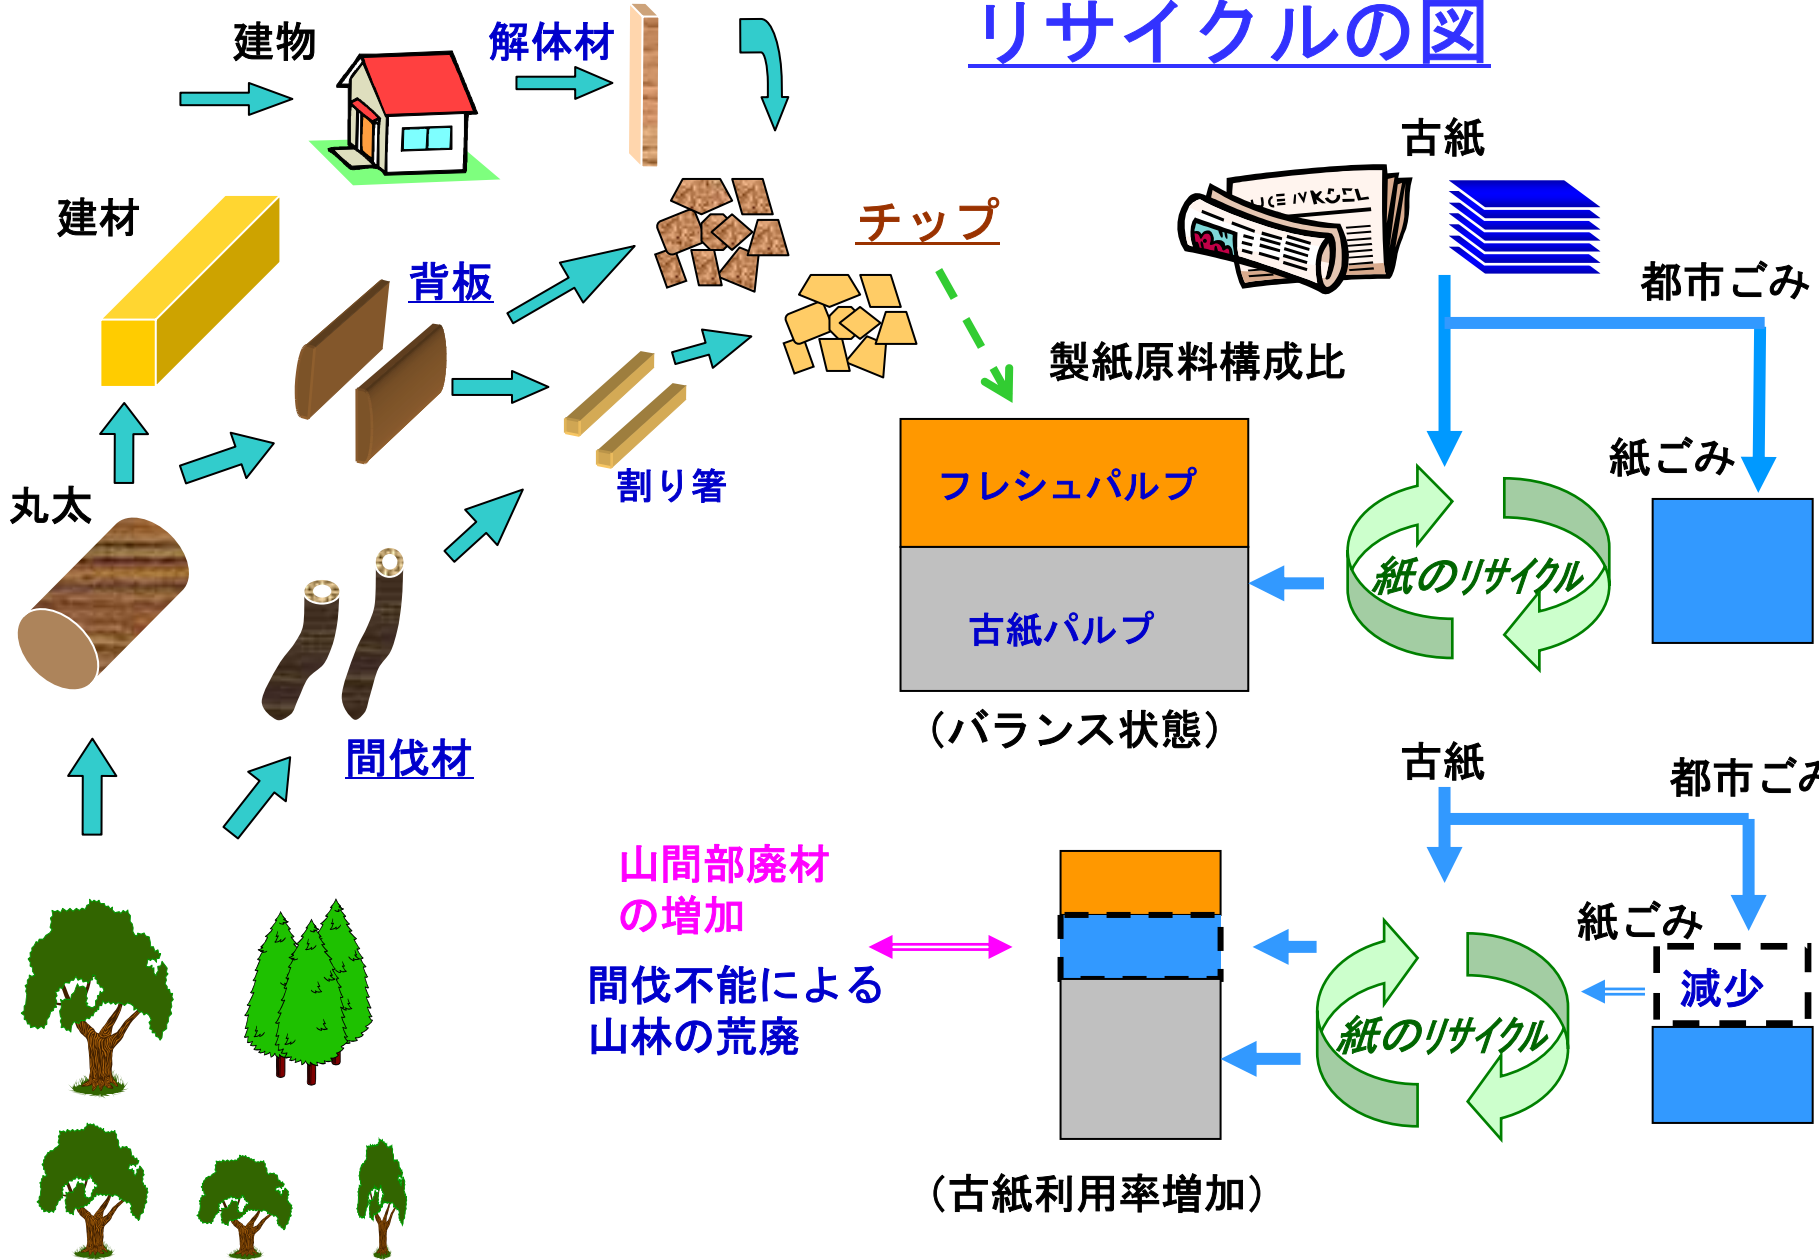 リサイクルの図
建物
解体材
古紙
建材
チップ
背板
都市ごみ
製紙原料構成比
紙ごみ
フレシュパルプ
割り箸
丸太
紙のリサイクル
古紙パルプ
（バランス状態）
間伐材
古紙
都市ごみ
山間部廃材
の増加
紙ごみ
間伐不能による
山林の荒廃
減少
紙のリサイクル
（古紙利用率増加）